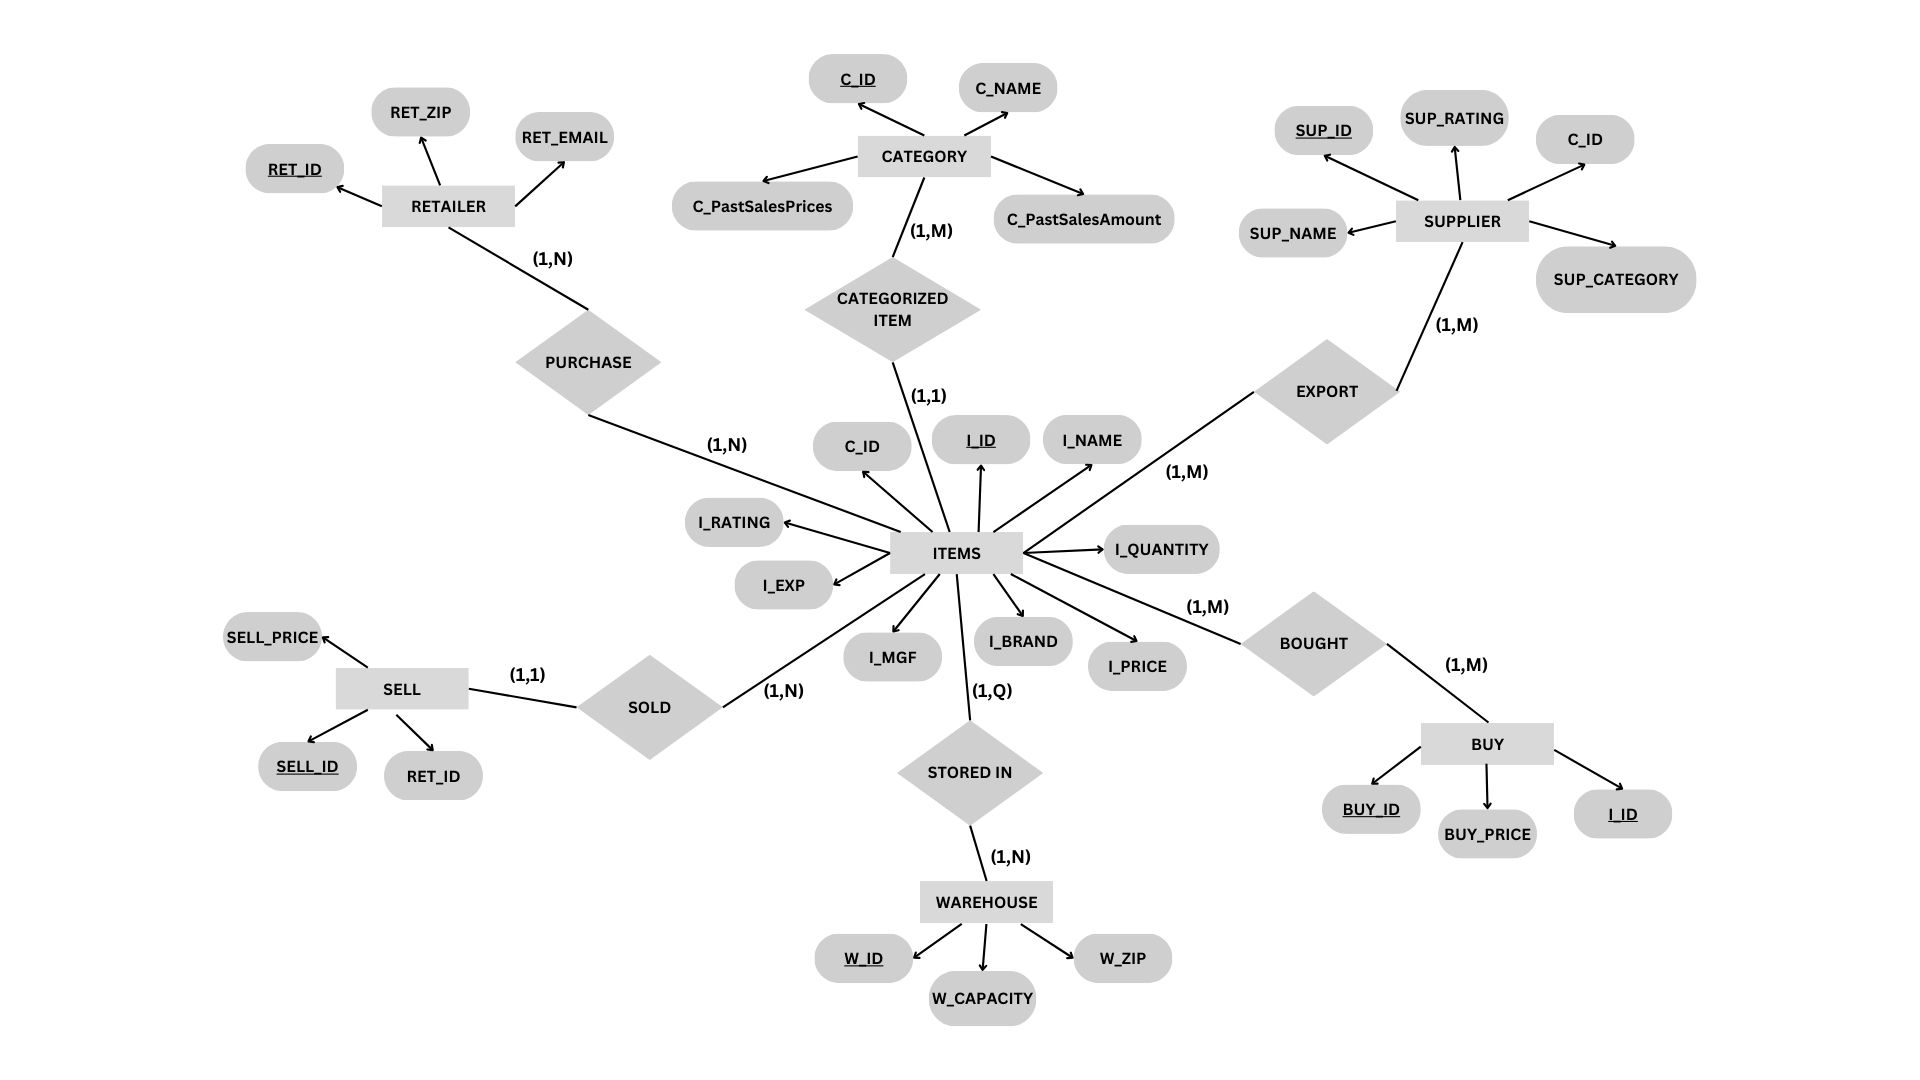 C_ID
C_NAME
RET_ZIP
SUP_RATING
RET_EMAIL
SUP_ID
C_ID
CATEGORY
RET_ID
RETAILER
C_PastSalesPrices
C_PastSalesAmount
SUPPLIER
SUP_NAME
(1,M)
(1,N)
SUP_CATEGORY
CATEGORIZED
ITEM
(1,M)
PURCHASE
EXPORT
(1,1)
(1,N)
C_ID
I_ID
I_NAME
(1,M)
I_RATING
ITEMS
I_QUANTITY
I_EXP
(1,M)
SELL_PRICE
I_MGF
I_BRAND
I_PRICE
BOUGHT
(1,M)
(1,1)
SELL
SOLD
(1,N)
(1,Q)
BUY
SELL_ID
RET_ID
STORED IN
BUY_ID
BUY_PRICE
I_ID
(1,N)
WAREHOUSE
W_ID
W_CAPACITY
W_ZIP